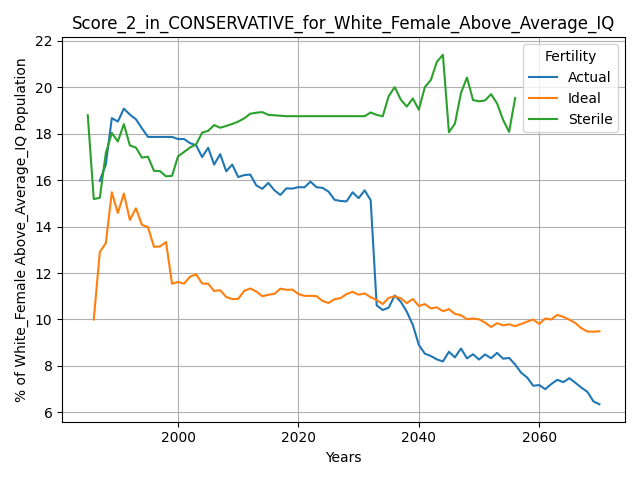 Score_2_in_CONSERVATIVE_for_White_Female_Above_Average_IQ
% of White_Female Above_Average_IQ Population
22
20
18
16
14
12
10
8
6
Fertility
Actual
Ideal
Sterile
2000
2020
2040
2060
Years